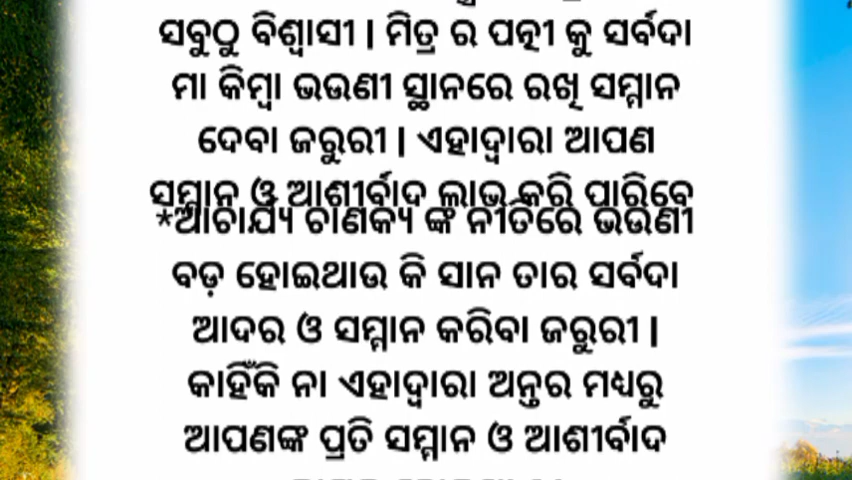 ସବୁଠୁ ବିଶ୍ୱାସୀ | ମିତ୍ର ର ପତ୍ନୀ କୁ ସର୍ବଦା
ମା କିମ୍ବା ଭଉଣୀ ସ୍ଥାନରେ ରଖି ସମ୍ମାନ
ଦେବା ଜରୁରୀ | ଏହାଦ୍ୱାରା ଆପଣ
ସମ୍ମାନ ଓ ଆଶୀର୍ବାଦ ଲାଭ କରି ପାରିବେ
*ଆଚାର୍ଯ୍ୟ ଚାଣକ୍ୟ ଙ୍କ ନୀତିରେ ଭଉଣୀ
ବଡ଼ ହୋଇଥାଉ କି ସାନ ତାର ସର୍ବଦା
ଆଦର ଓ ସମ୍ମାନ କରିବା ଜରୁରୀ |
କାହିଁକି ନା ଏହାଦ୍ୱାରା ଅନ୍ତର ମଧ୍ୟରୁ
ଆପଣଙ୍କ ପ୍ରତି ସମ୍ମାନ ଓ ଆଶୀର୍ବାଦ